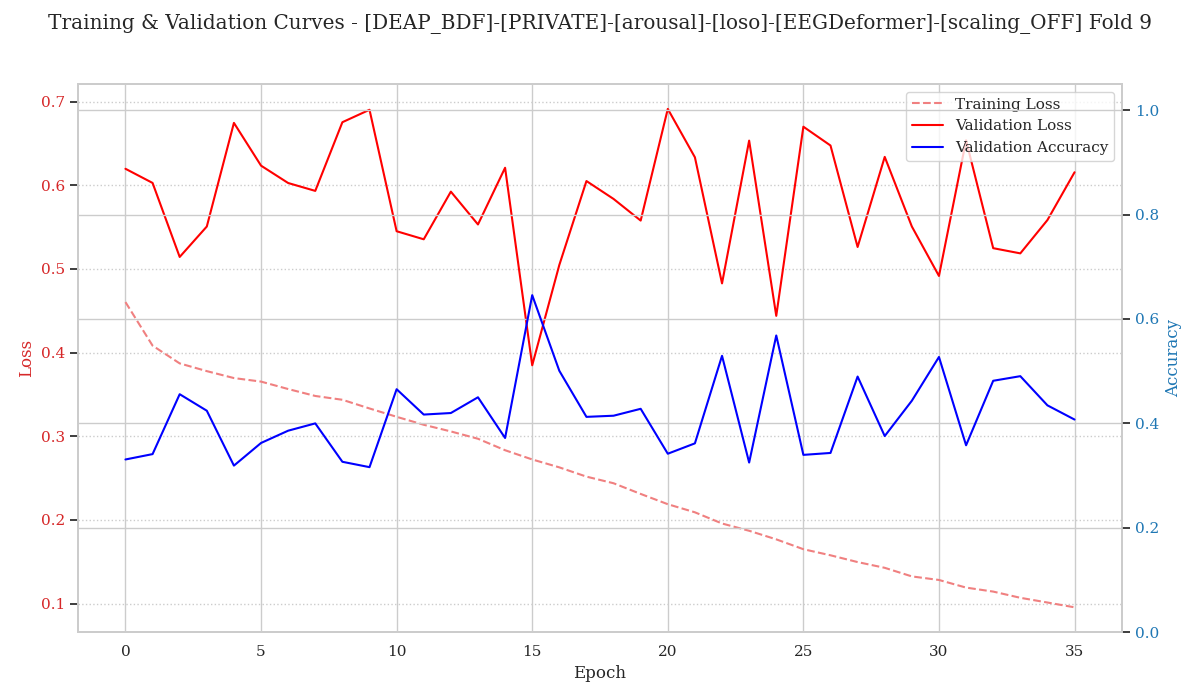 Training & Validation Curves - [DEAP_BDF]-[PRIVATE]-[arousal]-[loso]-[EEGDeformer]-[scaling_OFF] Fold 9
Training Loss
Validation Loss
Validation Accuracy
Loss
0.7
0.6
0.5
0.4
0.3
0.2
0.1
1.0
0.8
0.6
0.4
0.2
0.0
Accuracy
0 5 10 15 20 25 30 35
Epoch